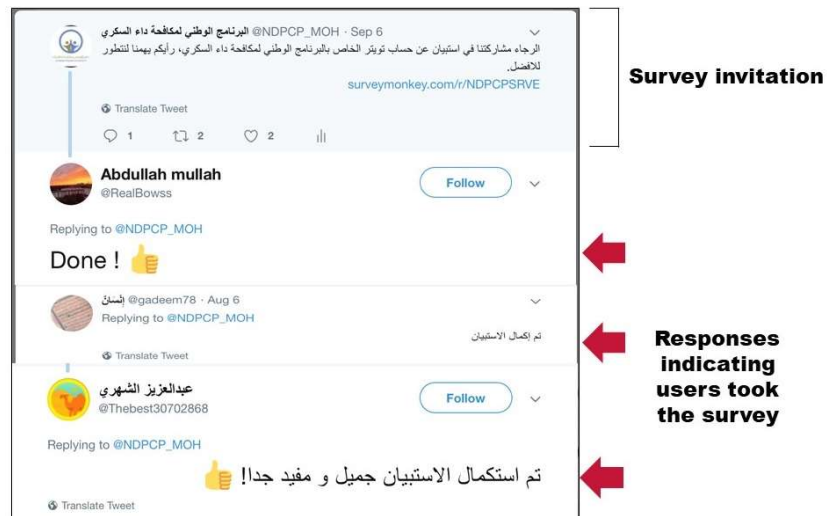 البرنامج الوطني لمكافحة داء السكري @NDPCP_MOH · Sep 6
الرجاء مشاركتنا في استبيان عن حساب تويتر الخاص بالبرنامج الوطني لمكافحة داء السكري، رأيكم يهمنا لنتطور
للافضل.
surveymonkey.com/r/NDPCPSRVE
Translate Tweet
1 2 2
Survey invitation
Abdullah mullah
@RealBowss
Follow
Replying to @NDPCP_MOH
Done ! 👍
@gadeem78 · Aug 6
Replying to @NDPCP_MOH
تم إكمال الاستبيان
Translate Tweet
Responses
indicating
users took
the survey
عبدالعزيز الشهري
@Thebest30702868
Follow
Replying to @NDPCP_MOH
تم استكمال الاستبيان جميل و مفيد جدا! 👍
Translate Tweet